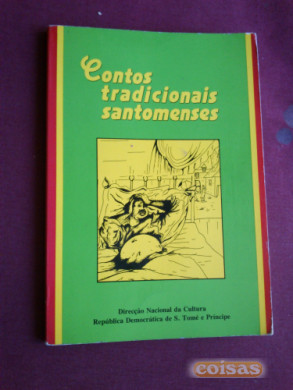 Contos
tradicionais
santomenses
Direcção Nacional da Cultura
República Democrática de S. Tomé e Príncipe
coisas